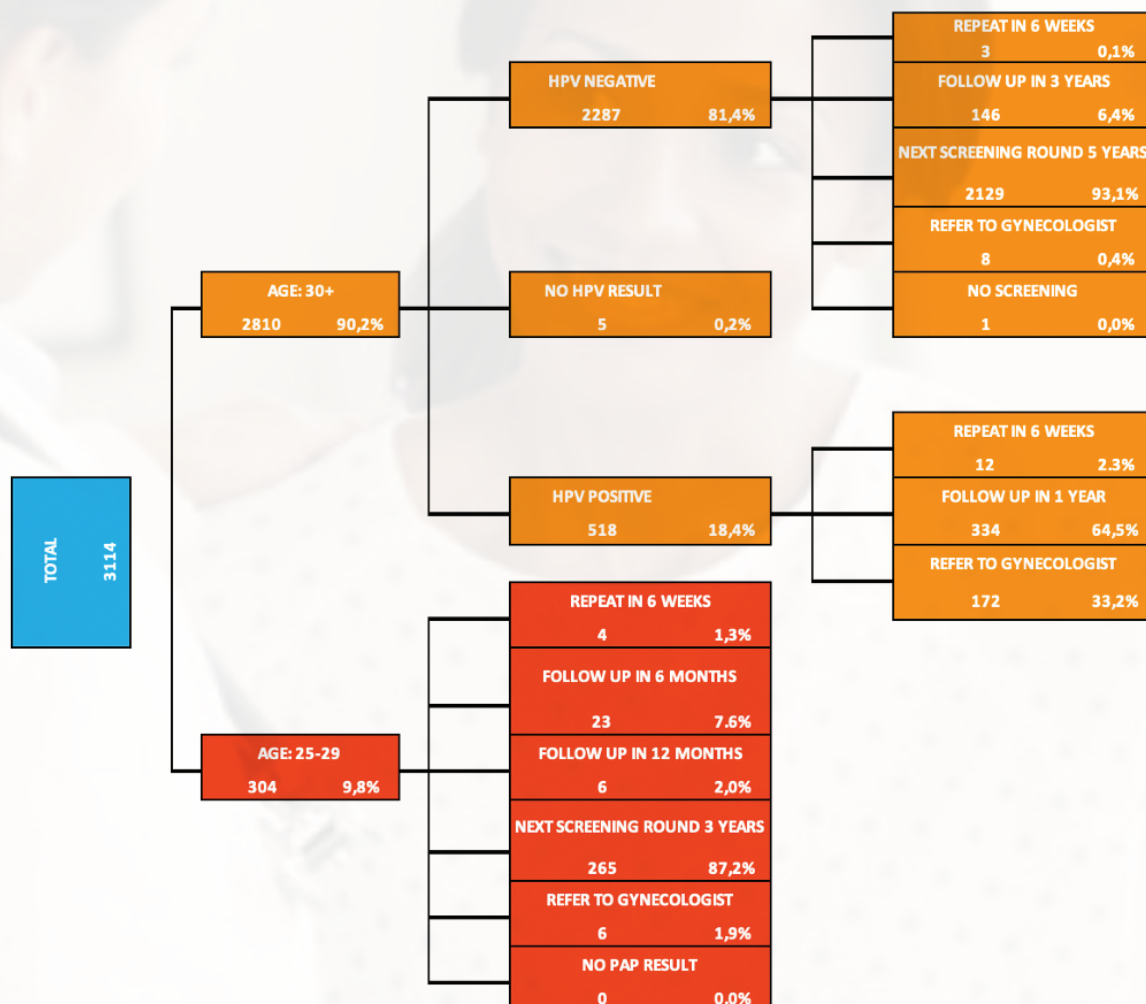 TOTAL
3114
AGE: 30+
2810 90,2%
HPV NEGATIVE
2287 81,4%
REPEAT IN 6 WEEKS
3 0,1%
FOLLOW UP IN 3 YEARS
146 6,4%
NEXT SCREENING ROUND 5 YEARS
2129 93,1%
REFER TO GYNECOLOGIST
8 0,4%
NO SCREENING
1 0,0%
NO HPV RESULT
5 0,2%
HPV POSITIVE
518 18,4%
REPEAT IN 6 WEEKS
12 2.3%
FOLLOW UP IN 1 YEAR
334 64,5%
REFER TO GYNECOLOGIST
172 33,2%
AGE: 25-29
304 9,8%
REPEAT IN 6 WEEKS
4 1,3%
FOLLOW UP IN 6 MONTHS
23 7.6%
FOLLOW UP IN 12 MONTHS
6 2,0%
NEXT SCREENING ROUND 3 YEARS
265 87,2%
REFER TO GYNECOLOGIST
6 1,9%
NO PAP RESULT
0 0,0%